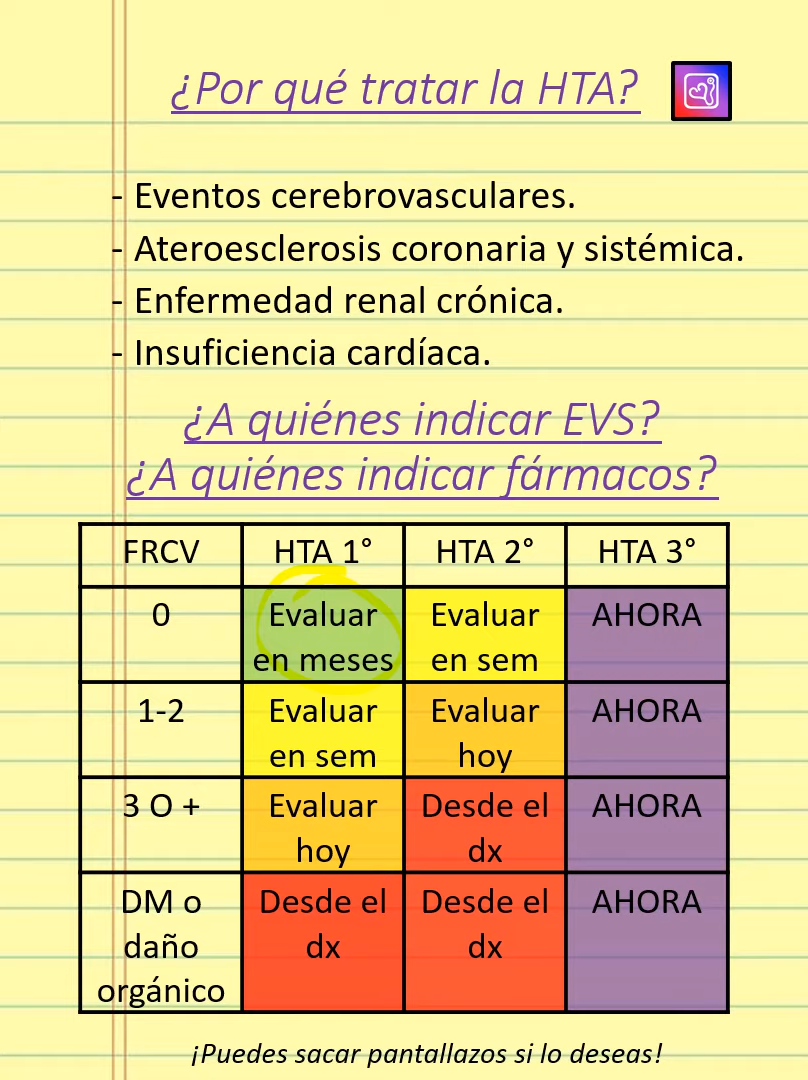 ¿Por qué tratar la HTA?
- Eventos cerebrovasculares.
- Ateroesclerosis coronaria y sistémica.
- Enfermedad renal crónica.
- Insuficiencia cardíaca.
¿A quiénes indicar EVS?
¿A quiénes indicar fármacos?
FRCV HTA 1° HTA 2° HTA 3°
0 Evaluar en meses Evaluar en sem AHORA
1-2 Evaluar en sem Evaluar hoy AHORA
3 O + Evaluar hoy Desde el dx AHORA
DM o daño orgánico Desde el dx Desde el dx AHORA
¡Puedes sacar pantallazos si lo deseas!